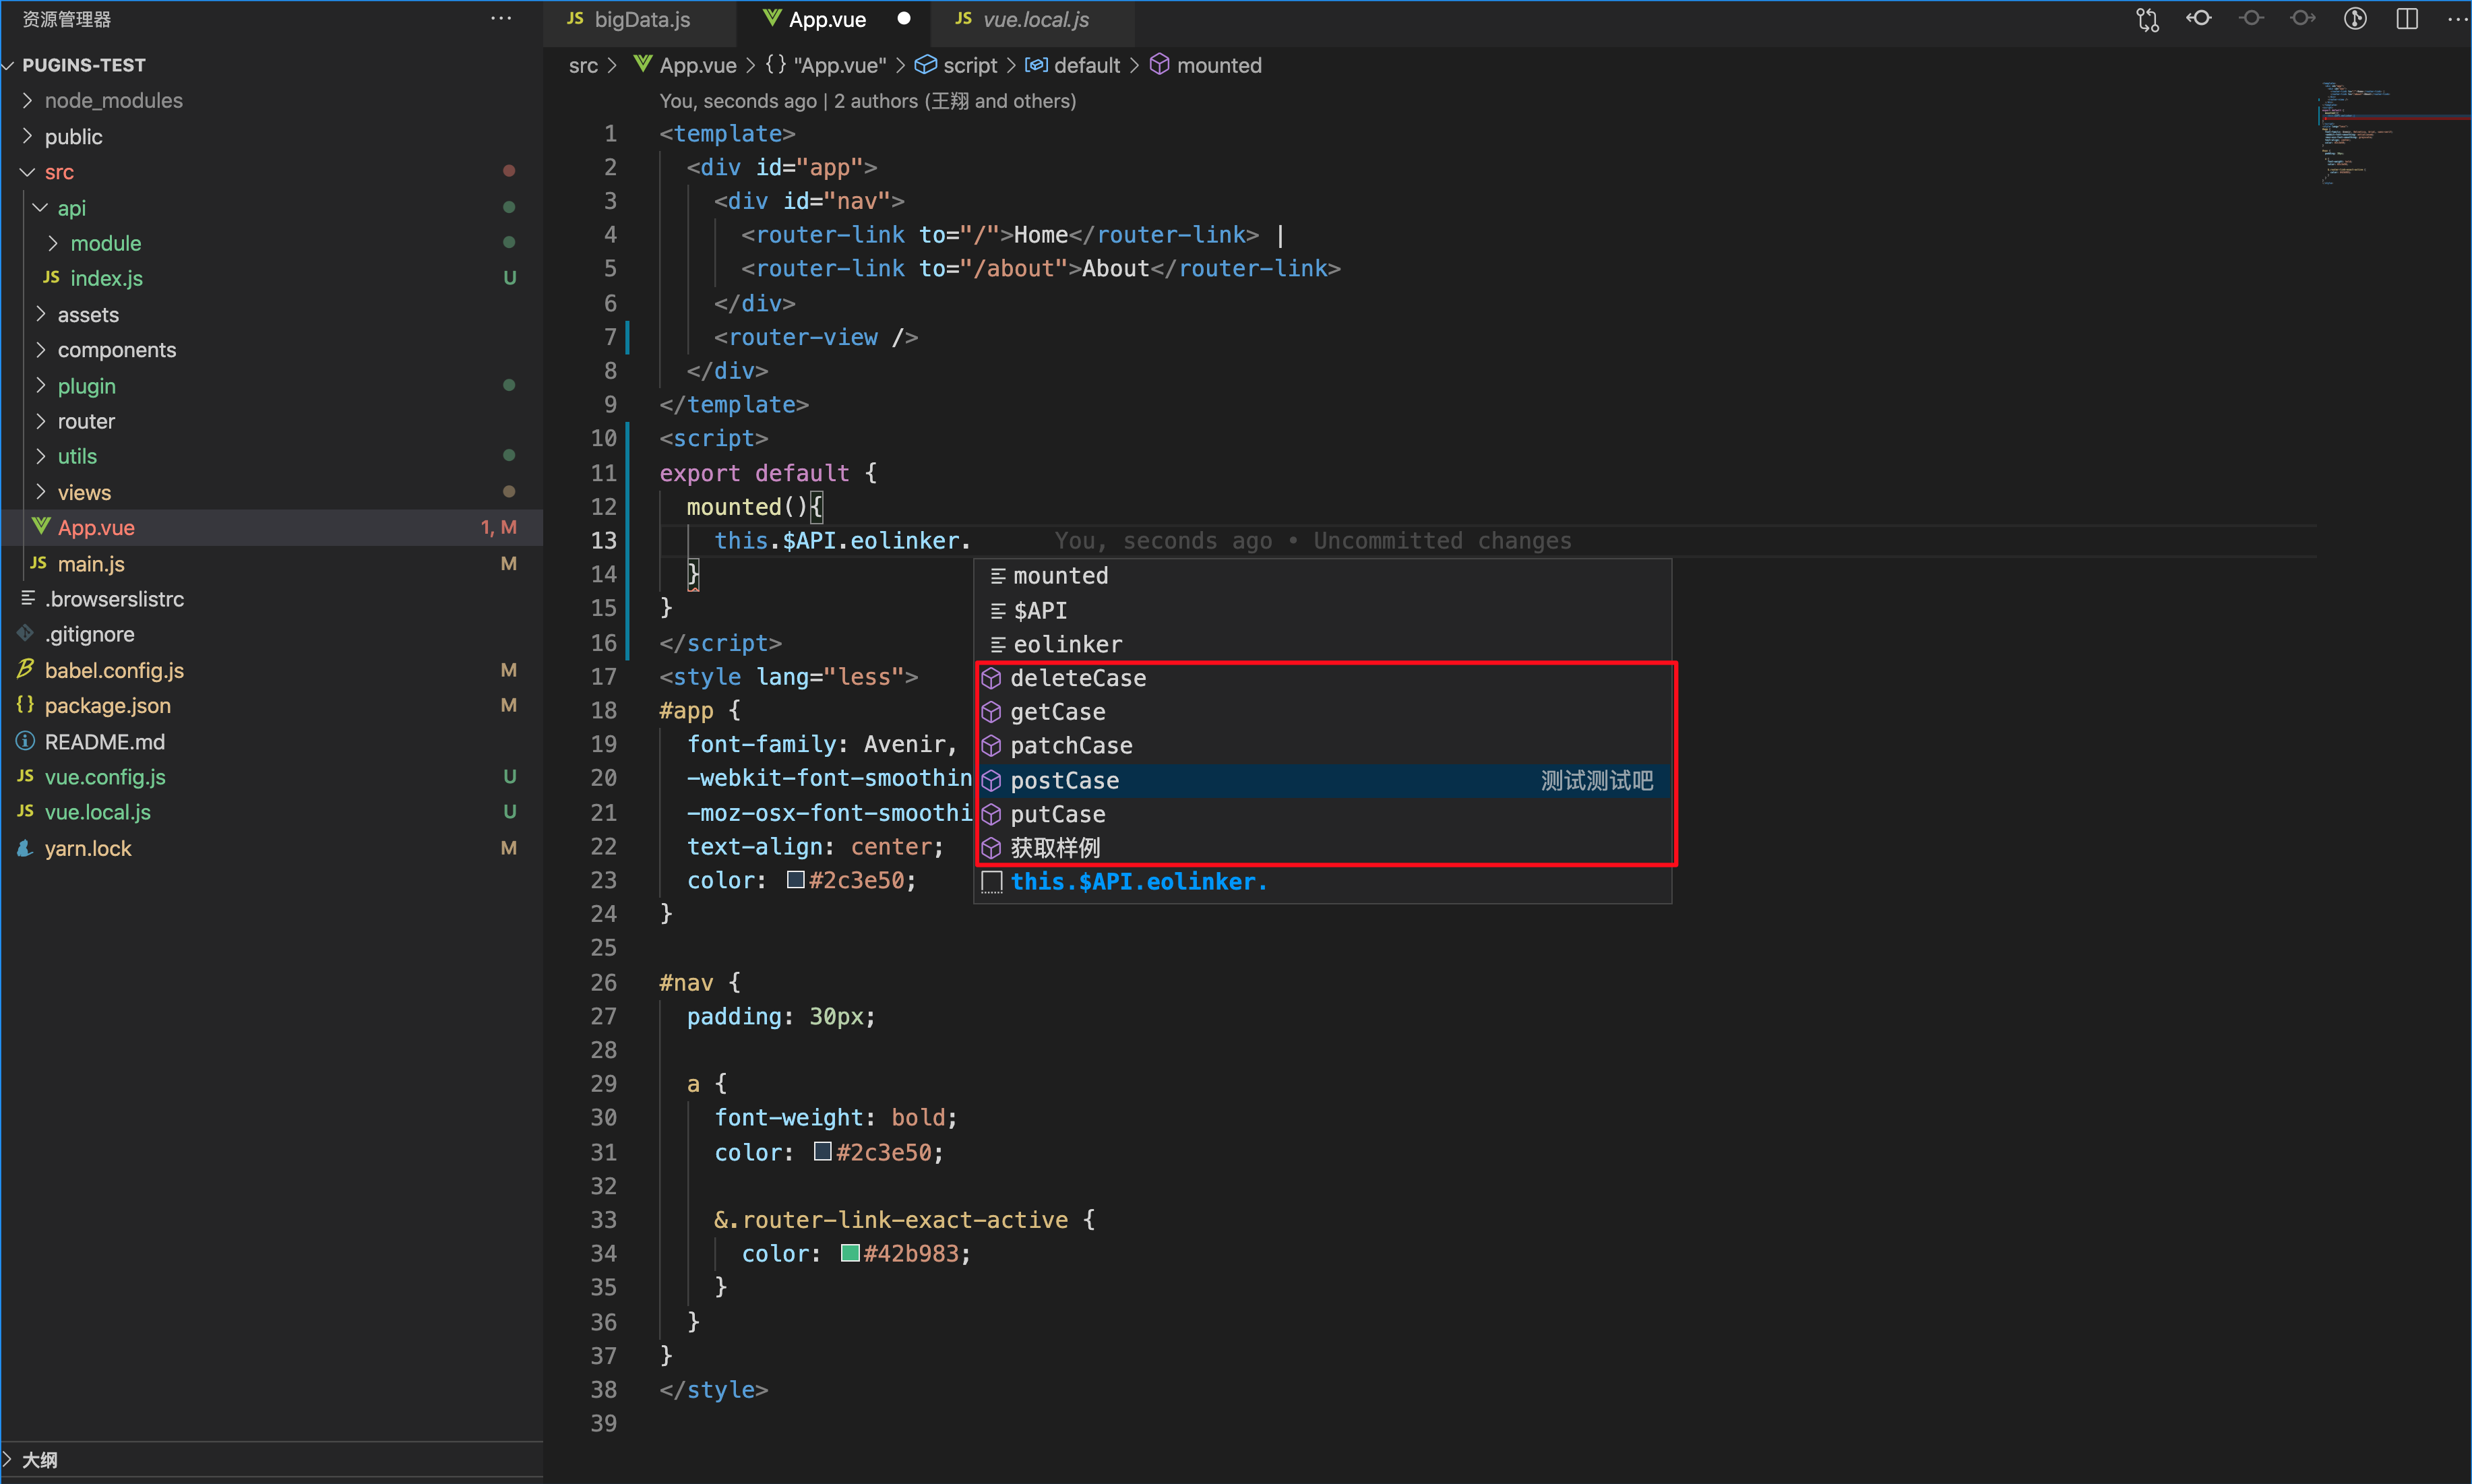 资源管理器
PUGINS-TEST
node_modules
public
src
api
module
JS index.js U
assets
components
plugin
router
utils
views
App.vue 1, M
JS main.js M
.browserslistrc
.gitignore
babel.config.js M
{} package.json M
README.md
JS vue.config.js U
JS vue.local.js U
yarn.lock M
大纲
JS bigData.js
App.vue
JS vue.local.js
src > App.vue > {} "App.vue" > script > default > mounted
You, seconds ago | 2 authors (王翔 and others)
1 <template>
2 <div id="app">
3 <div id="nav">
4 <router-link to="/">Home</router-link> |
5 <router-link to="/about">About</router-link>
6 </div>
7 <router-view />
8 </div>
9 </template>
10 <script>
11 export default {
12 mounted(){
13 this.$API.eolinker. You, seconds ago • Uncommitted changes
14 }
15 }
16 </script>
17 <style lang="less">
18 #app {
19 font-family: Avenir,
20 -webkit-font-smoothin
21 -moz-osx-font-smoothi
22 text-align: center;
23 color: #2c3e50;
24 }
25
26 #nav {
27 padding: 30px;
28
29 a {
30 font-weight: bold;
31 color: #2c3e50;
32
33 &.router-link-exact-active {
34 color: #42b983;
35 }
36 }
37 }
38 </style>
39
mounted
$API
eolinker
deleteCase
getCase
patchCase
postCase 测试测试吧
putCase
获取样例
this.$API.eolinker.